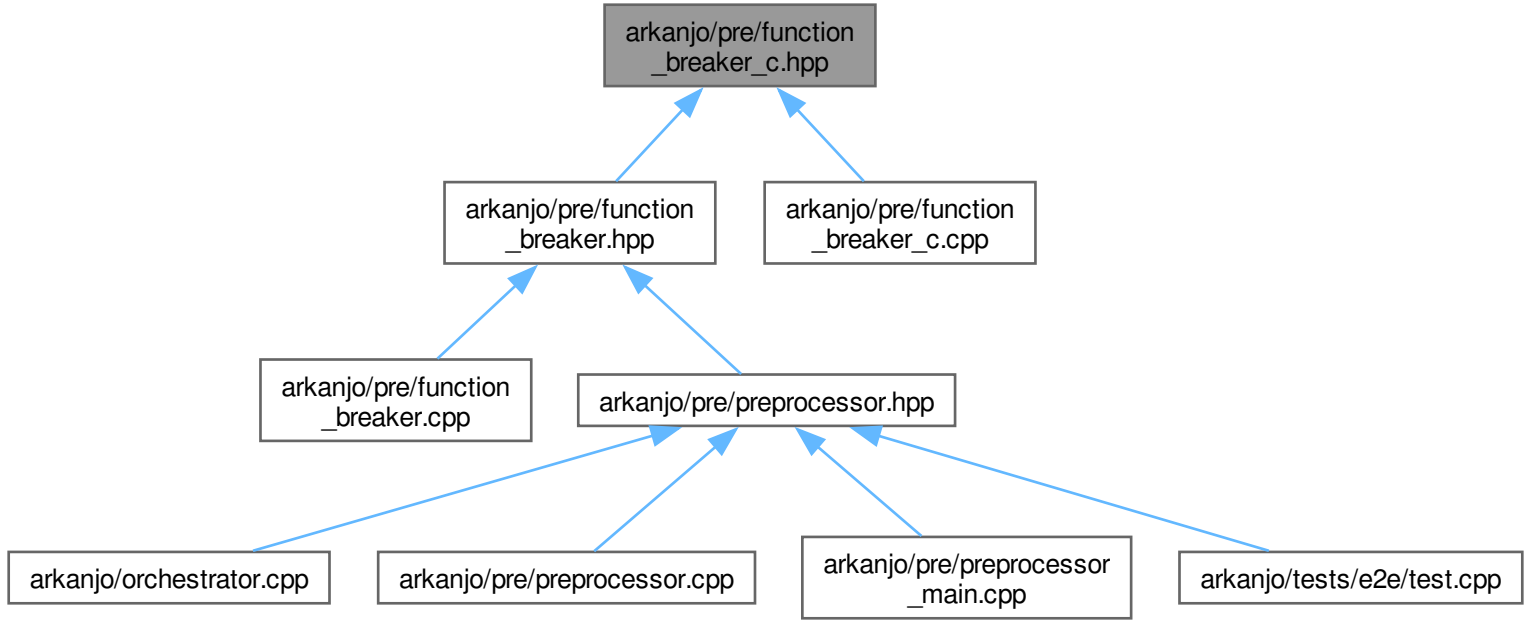 arkanjo/pre/function
_breaker_c.hpp
arkanjo/pre/function
_breaker.hpp
arkanjo/pre/function
_breaker_c.cpp
arkanjo/pre/function
_breaker.cpp
arkanjo/pre/preprocessor.hpp
arkanjo/orchestrator.cpp
arkanjo/pre/preprocessor.cpp
arkanjo/pre/preprocessor
_main.cpp
arkanjo/tests/e2e/test.cpp